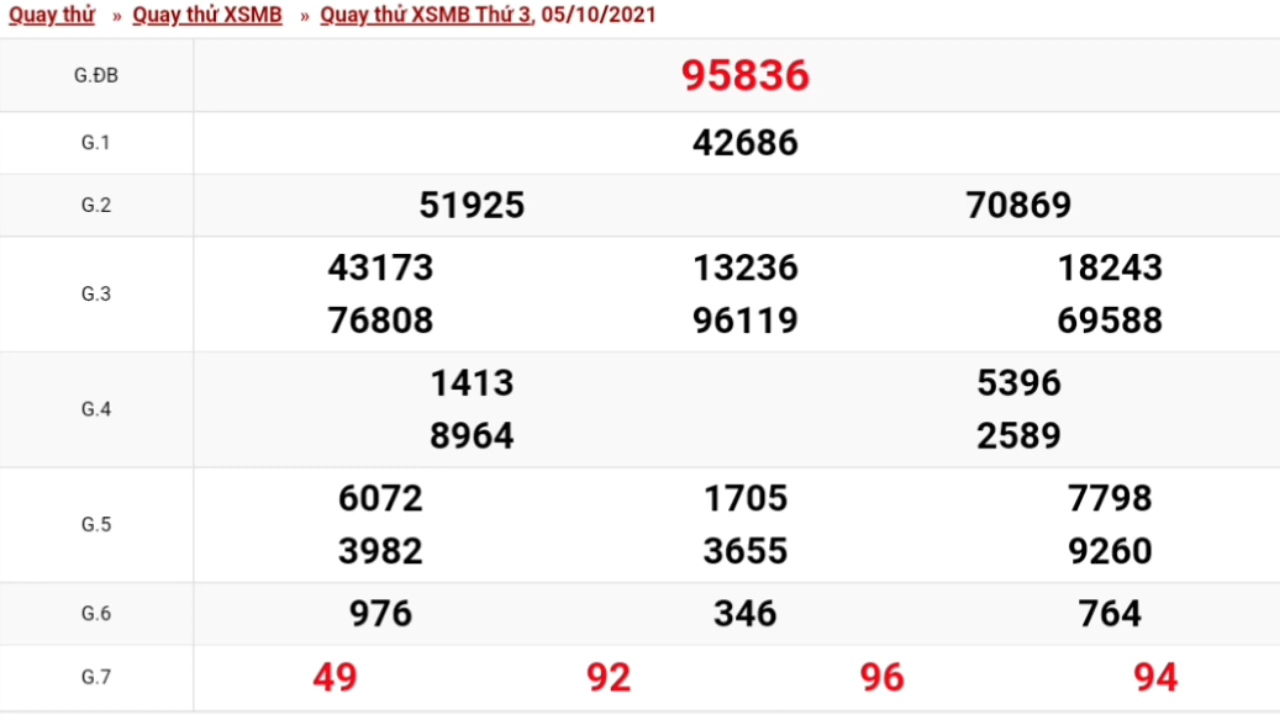 Quay thử » Quay thử XSMB » Quay thử XSMB Thứ 3, 05/10/2021
G.ĐB 95836
G.1 42686
G.2 51925 70869
G.3 43173 13236 18243
76808 96119 69588
G.4 1413 5396
8964 2589
G.5 6072 1705 7798
3982 3655 9260
G.6 976 346 764
G.7 49 92 96 94